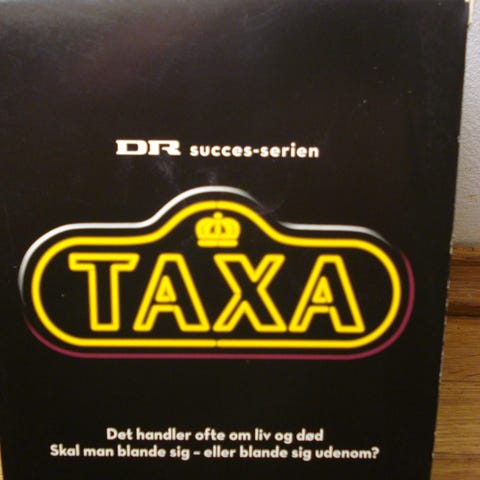 DR succes-serien
TAXA
Det handler ofte om liv og død
Skal man blande sig – eller blande sig udenom?